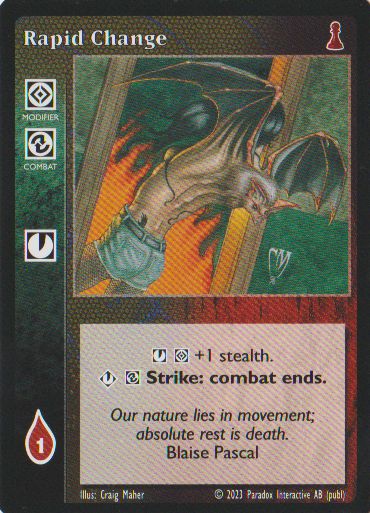 Rapid Change
MODIFIER
COMBAT
CM
+1 stealth.
Strike: combat ends.
Our nature lies in movement;
absolute rest is death.
Blaise Pascal
1
Illus: Craig Maher © 2023 Paradox Interactive AB (publ)